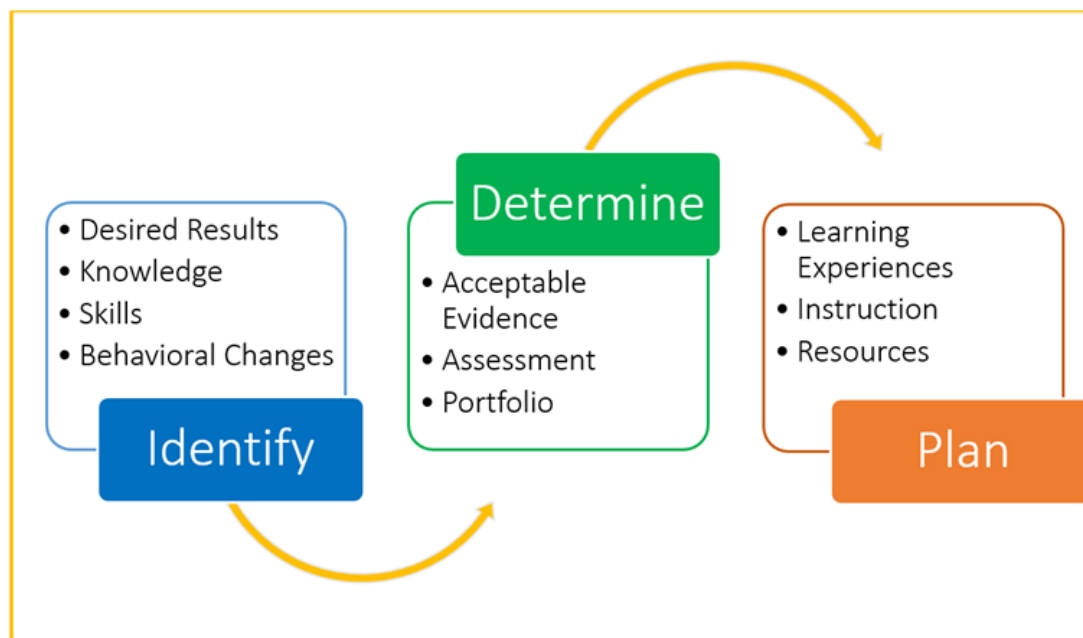 • Desired Results
• Knowledge
• Skills
• Behavioral Changes
Identify
Determine
• Acceptable
Evidence
• Assessment
• Portfolio
• Learning
Experiences
• Instruction
• Resources
Plan